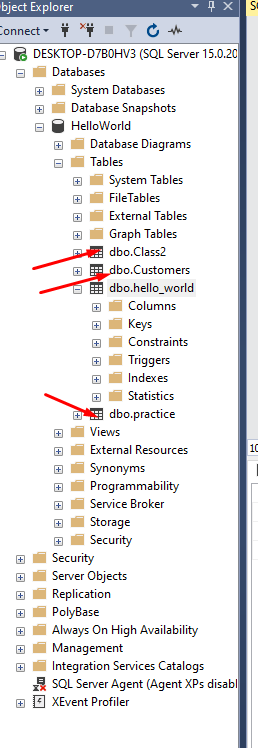 Object Explorer
Connect
DESKTOP-D7B0HV3 (SQL Server 15.0.20
Databases
System Databases
Database Snapshots
HelloWorld
Database Diagrams
Tables
System Tables
FileTables
External Tables
Graph Tables
dbo.Class2
dbo.Customers
dbo.hello_world
Columns
Keys
Constraints
Triggers
Indexes
Statistics
dbo.practice
Views
External Resources
Synonyms
Programmability
Service Broker
Storage
Security
Security
Server Objects
Replication
PolyBase
Always On High Availability
Management
Integration Services Catalogs
SQL Server Agent (Agent XPs disabl
XEvent Profiler